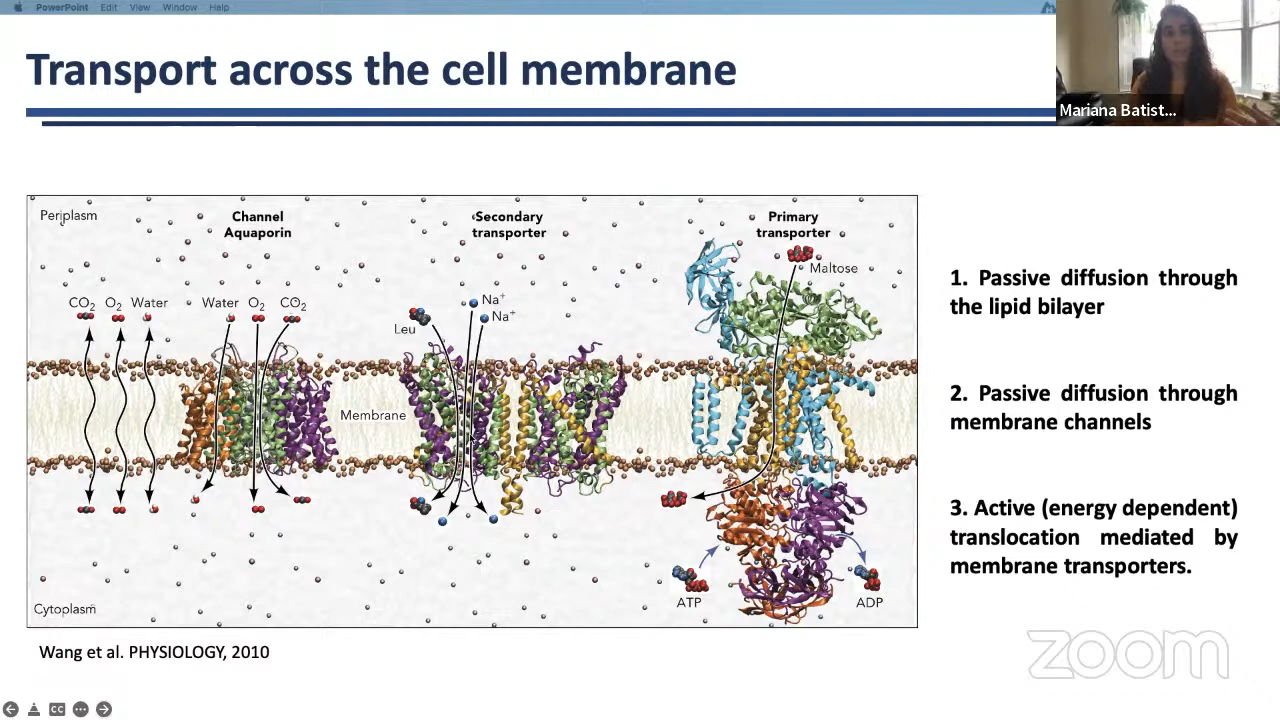 PowerPoint Edit View Window Help
Transport across the cell membrane
Mariana Batist...
Periplasm
Channel
Aquaporin
Secondary
transporter
Primary
transporter
Maltose
CO2 O2 Water
Water O2 CO2
Na+
Na+
Leu
Membrane
ATP
ADP
Cytoplasm
1. Passive diffusion through
the lipid bilayer
2. Passive diffusion through
membrane channels
3. Active (energy dependent)
translocation mediated by
membrane transporters.
Wang et al. PHYSIOLOGY, 2010
zoom
CC